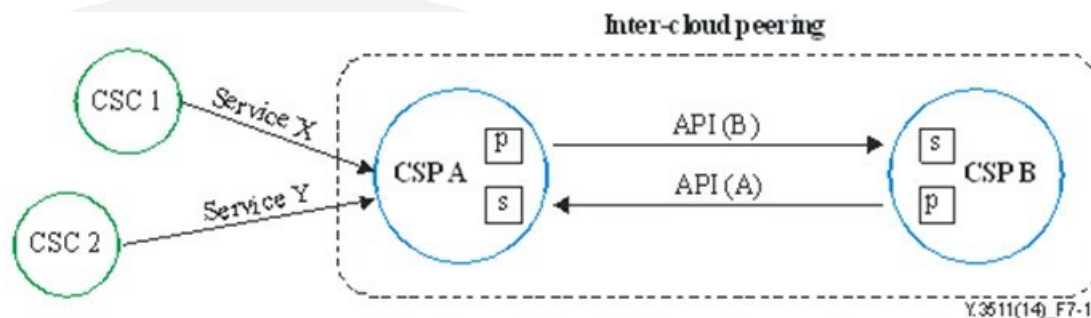 Inter-cloud peering
CSC 1
Service X
CSC 2
Service Y
CSP A
p
s
API (B)
API (A)
s
p
CSP B
Y.3511(14)_F7-1